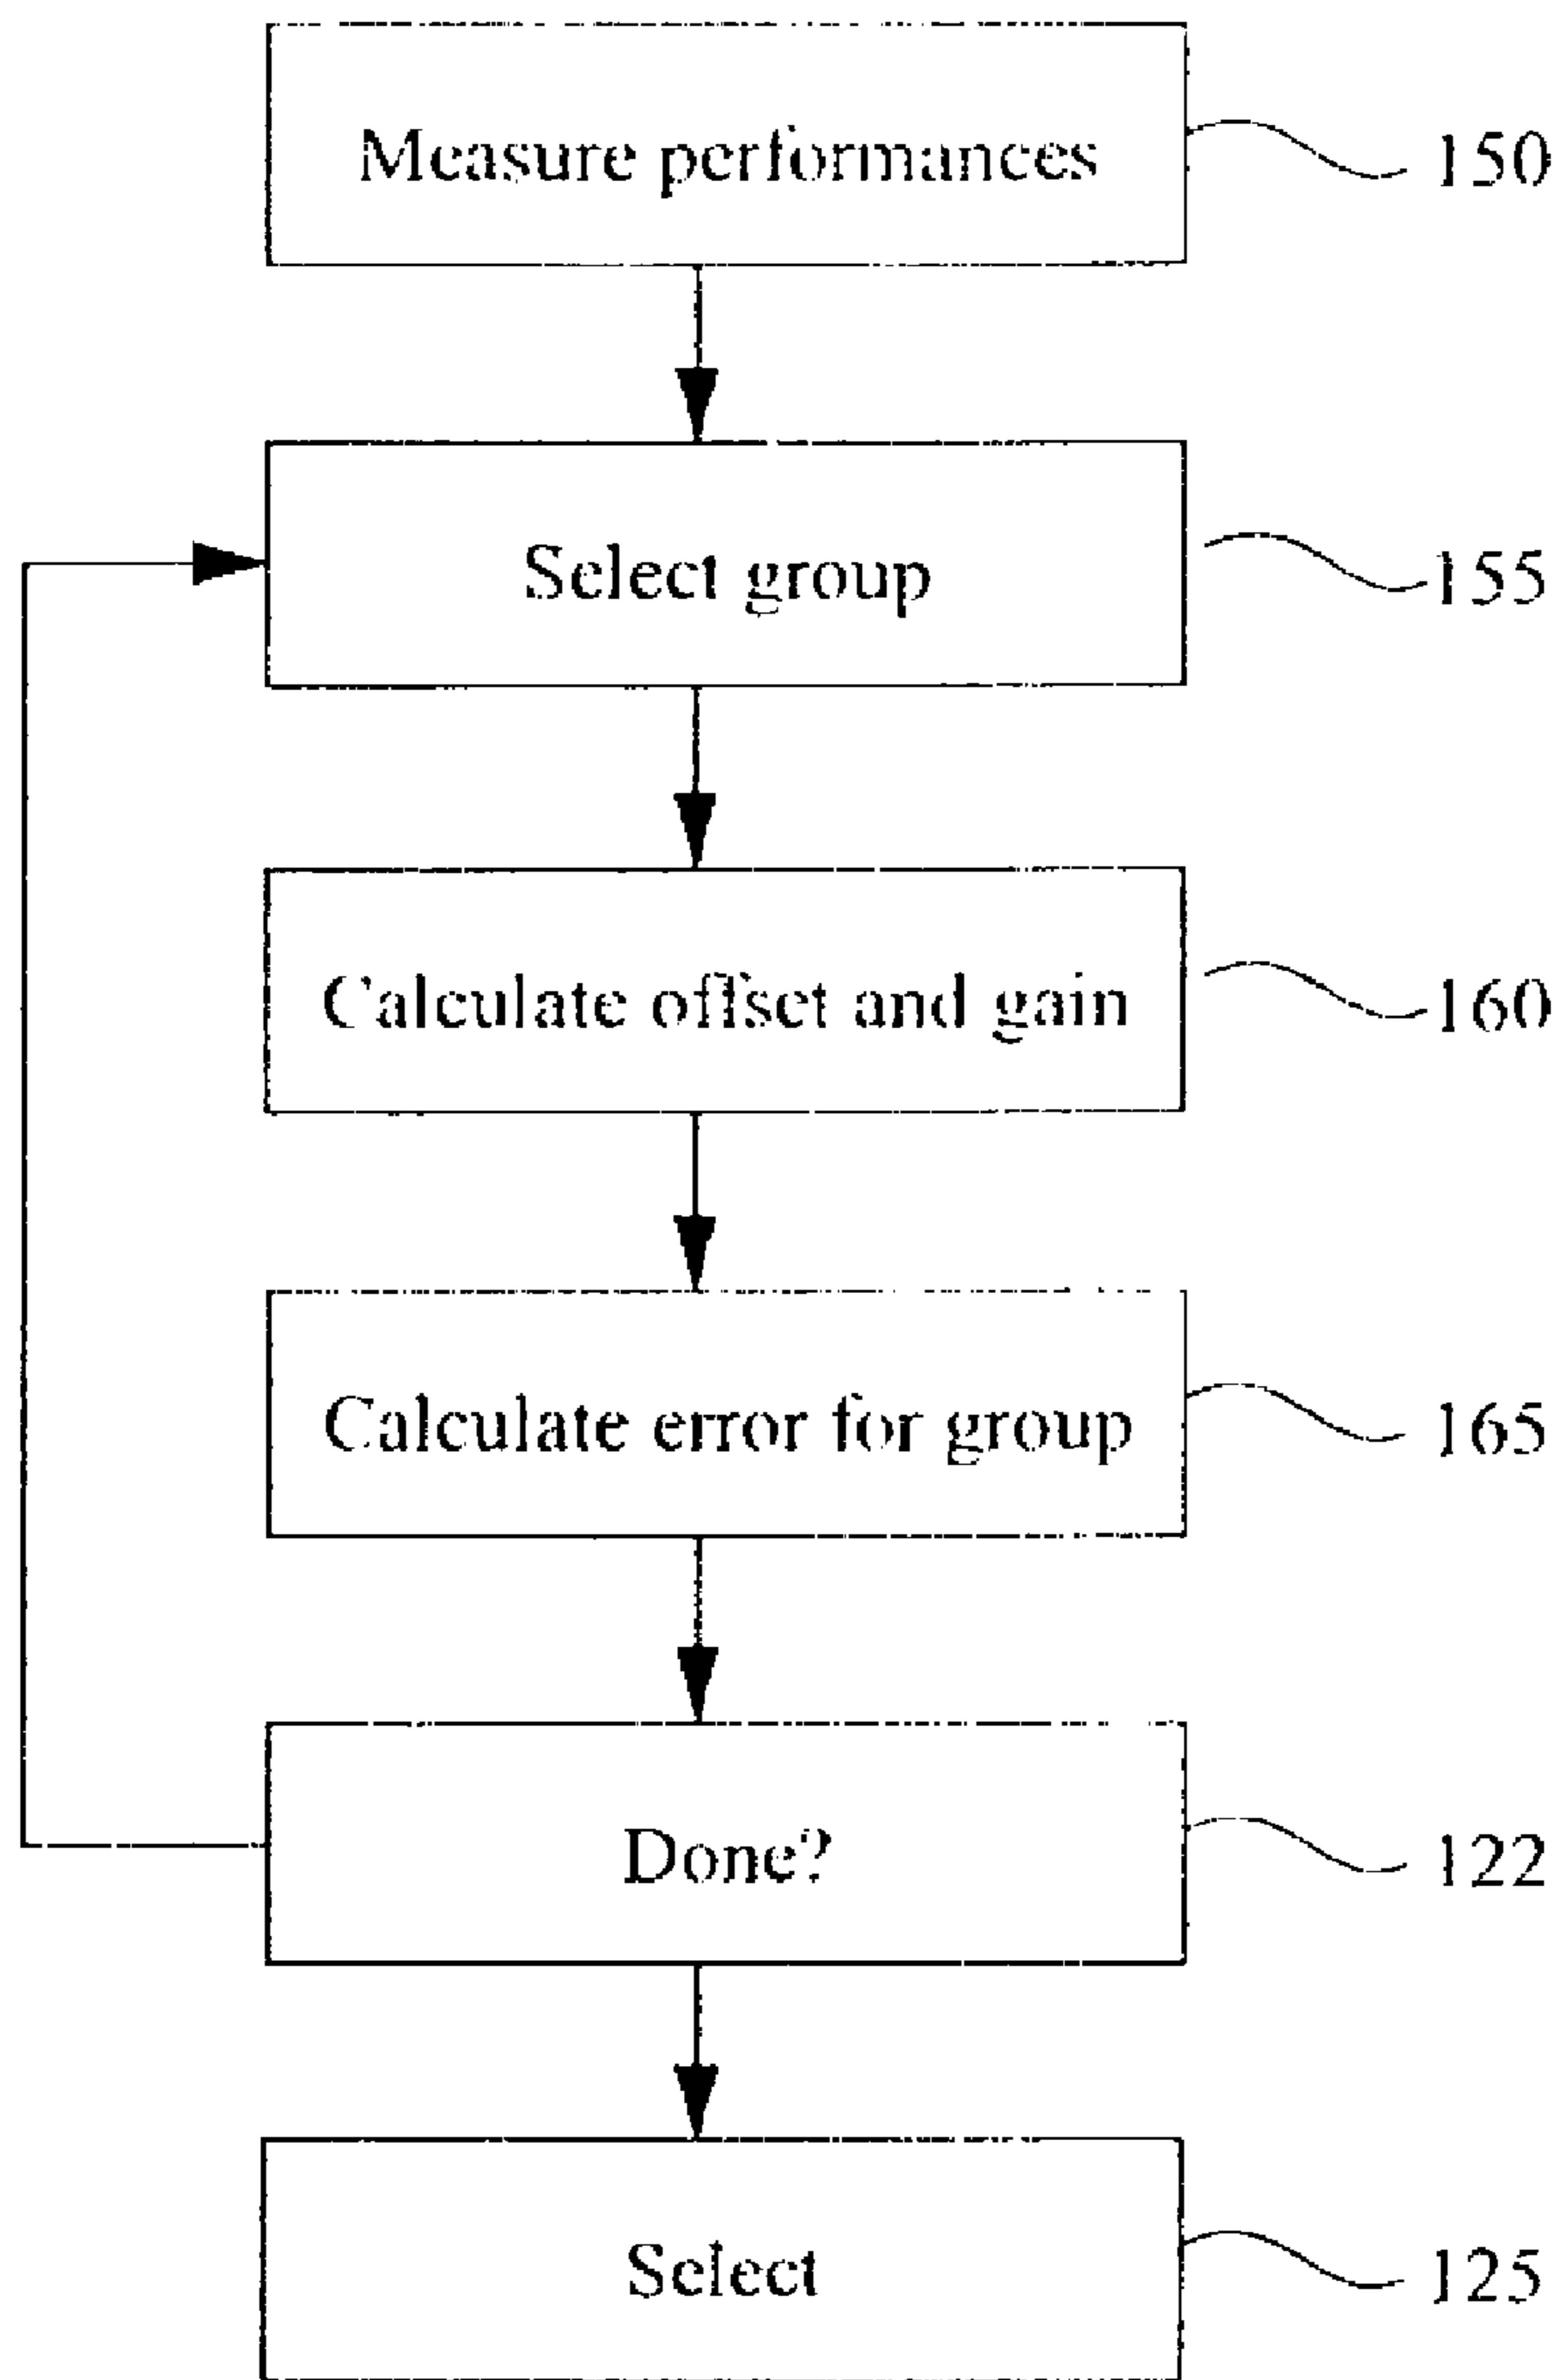 Measure performances 150
Select group 155
Calculate offset and gain 160
Calculate error for group 165
Done? 122
Select 125